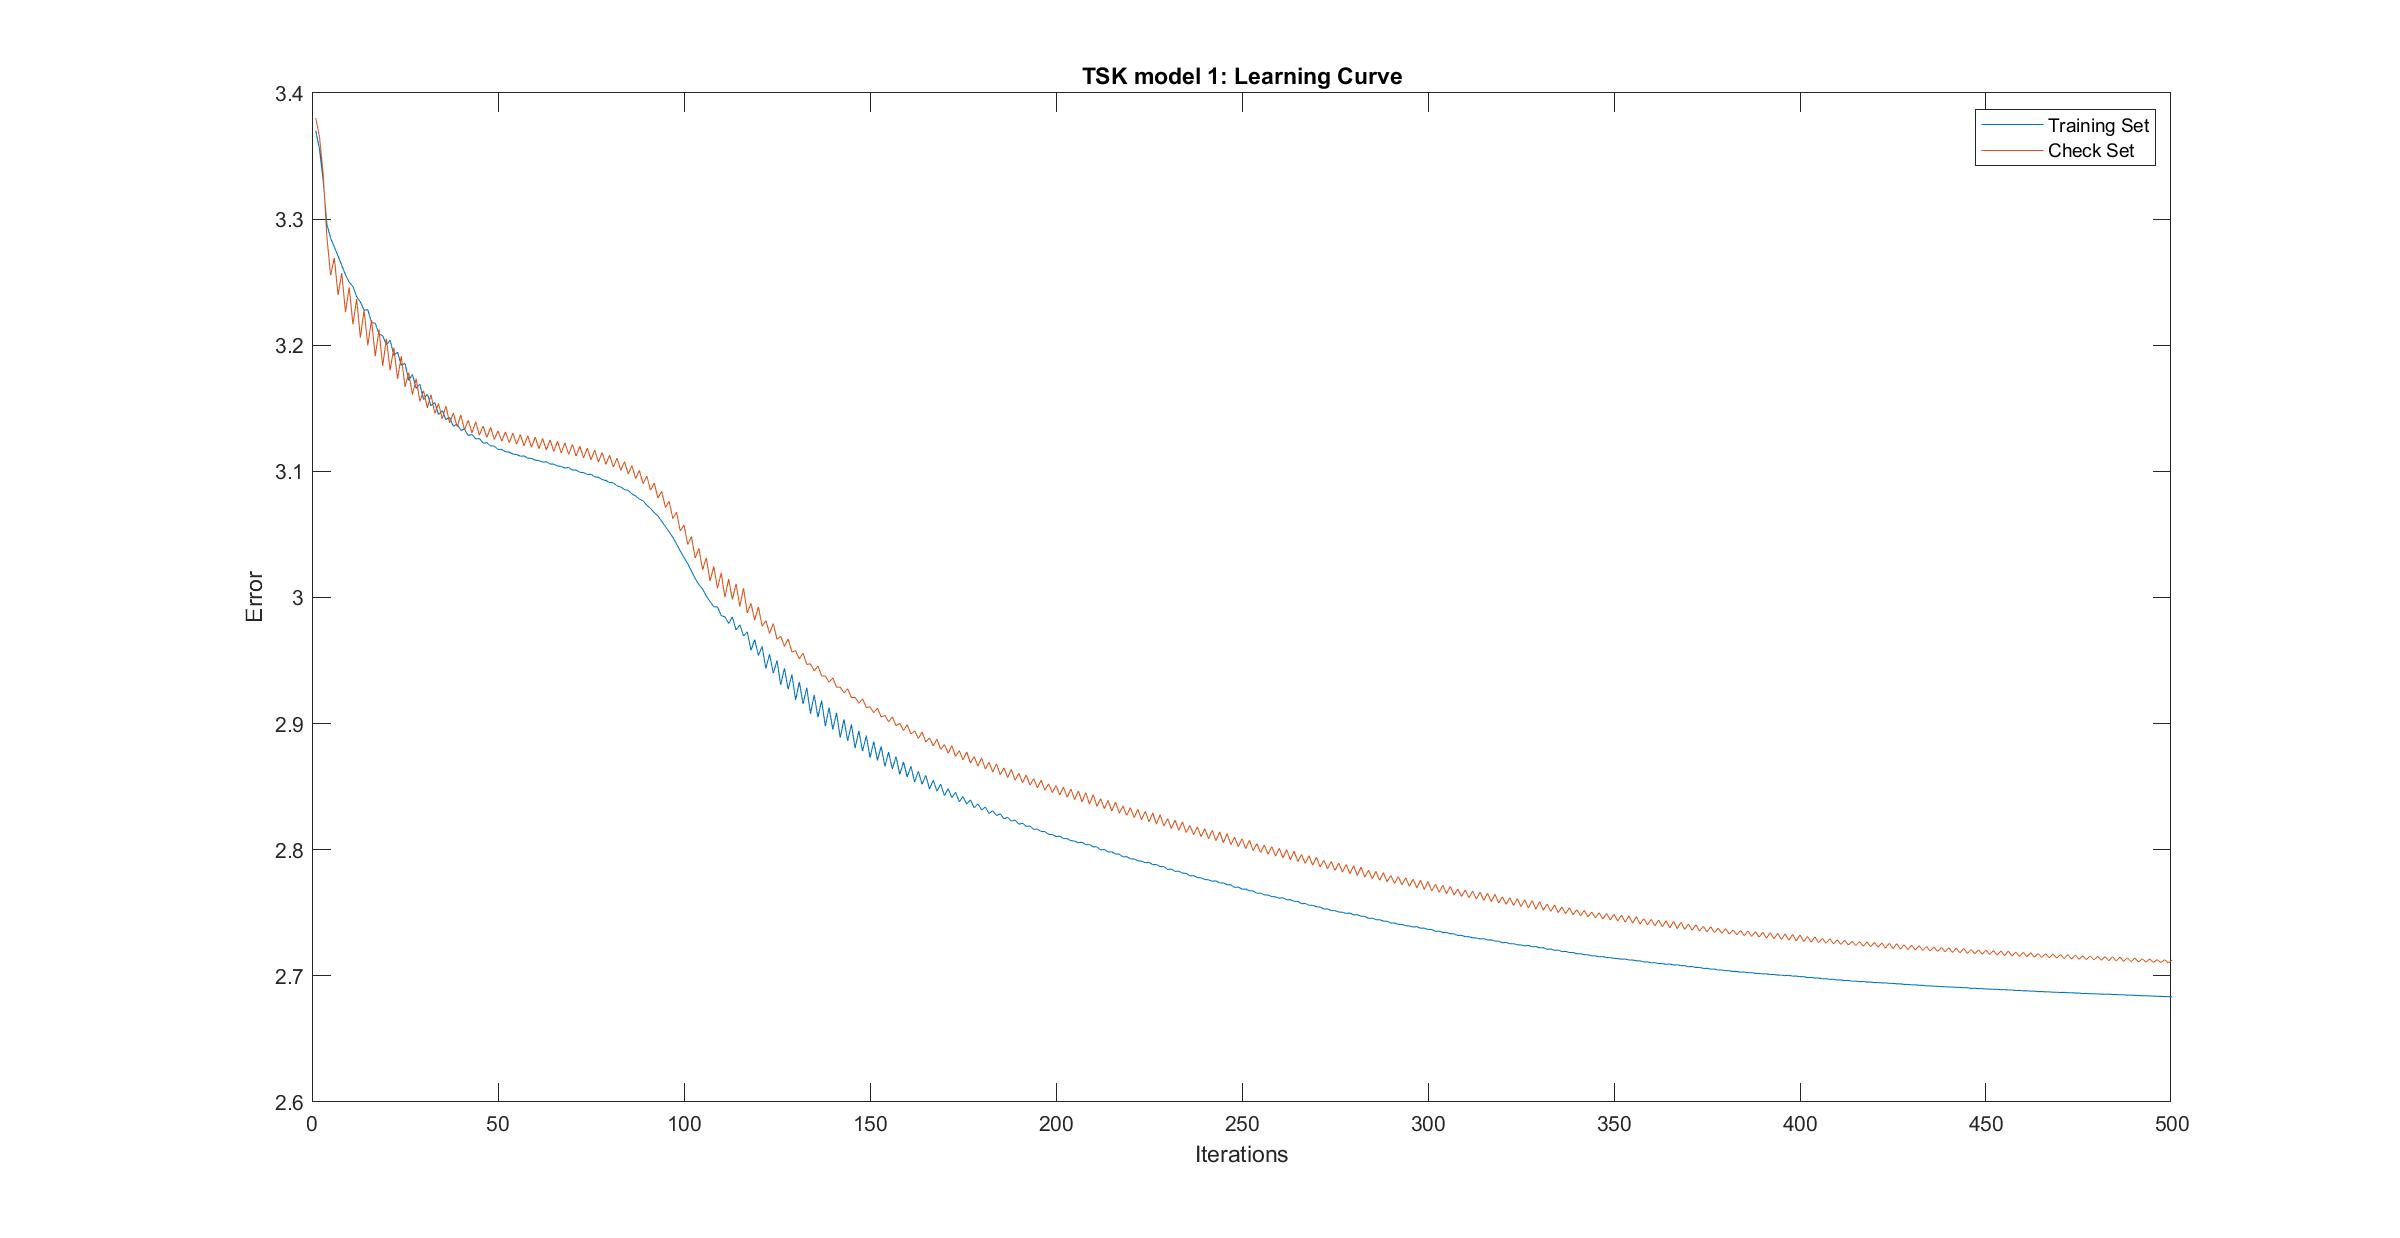 TSK model 1: Learning Curve
3.4
3.3
3.2
3.1
3
2.9
2.8
2.7
2.6
Error
Training Set
Check Set
0 50 100 150 200 250 300 350 400 450 500
Iterations